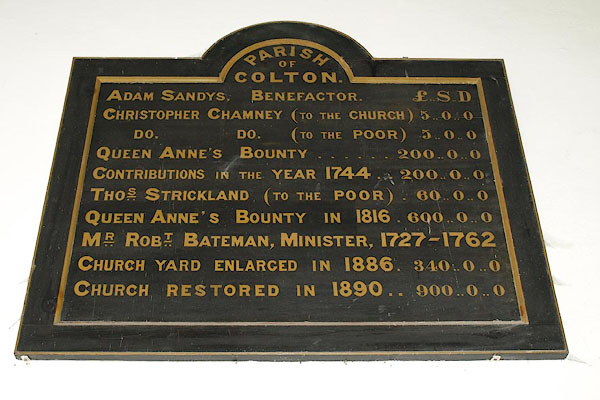 PARISH
OF
COLTON.
ADAM SANDYS, BENEFACTOR. £..S..D
CHRISTOPHER CHAMNEY (TO THE CHURCH) 5..0..0
DO. DO. (TO THE POOR) 5..0..0
QUEEN ANNE'S BOUNTY ....... 200..0..0
CONTRIBUTIONS IN THE YEAR 1744.. 200..0..0
THOS STRICKLAND (TO THE POOR) . 60..0..0
QUEEN ANNE'S BOUNTY IN 1816. 600..0..0
MR ROBT BATEMAN, MINISTER, 1727-1762
CHURCH YARD ENLARGED IN 1886. 340..0..0
CHURCH RESTORED IN 1890.. 900..0..0